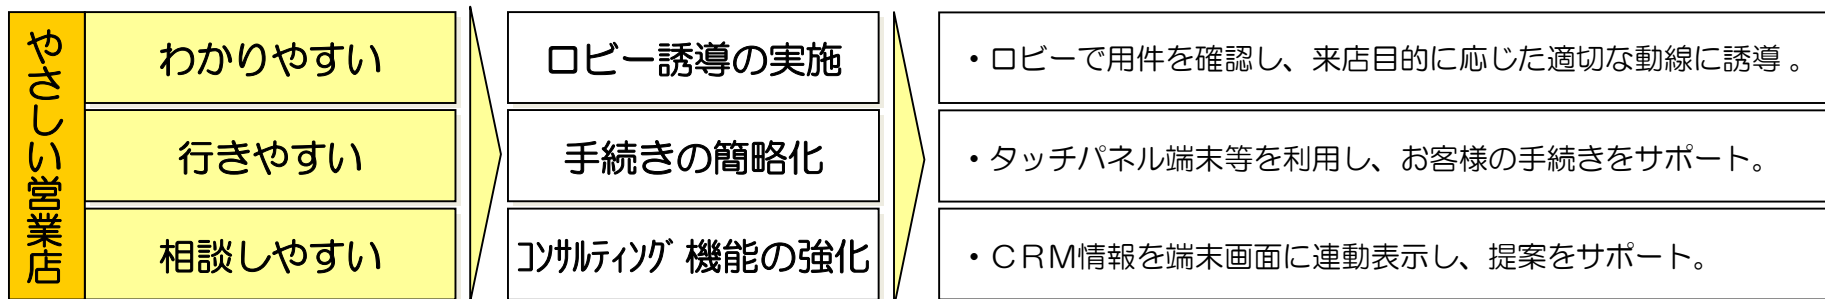 やさしい営業店
わかりやすい
ロビー誘導の実施
・ロビーで用件を確認し、来店目的に応じた適切な動線に誘導。
行きやすい
手続きの簡略化
・タッチパネル端末等を利用し、お客様の手続きをサポート。
相談しやすい
ｺﾝｻﾙﾃｨﾝｸﾞ機能の強化
・ＣＲＭ情報を端末画面に連動表示し、提案をサポート。